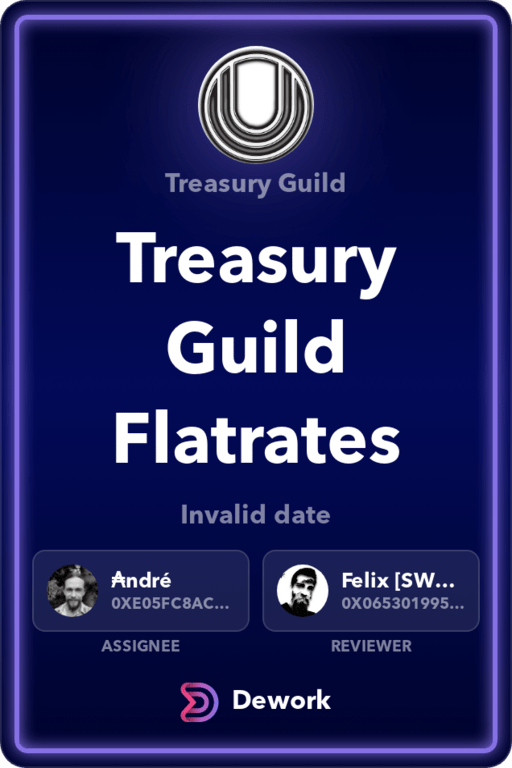 Treasury Guild
Treasury
Guild
Flatrates
Invalid date
₳ndré
0XE05FC8AC...
ASSIGNEE
Felix [SW...
0X065301995...
REVIEWER
Dework